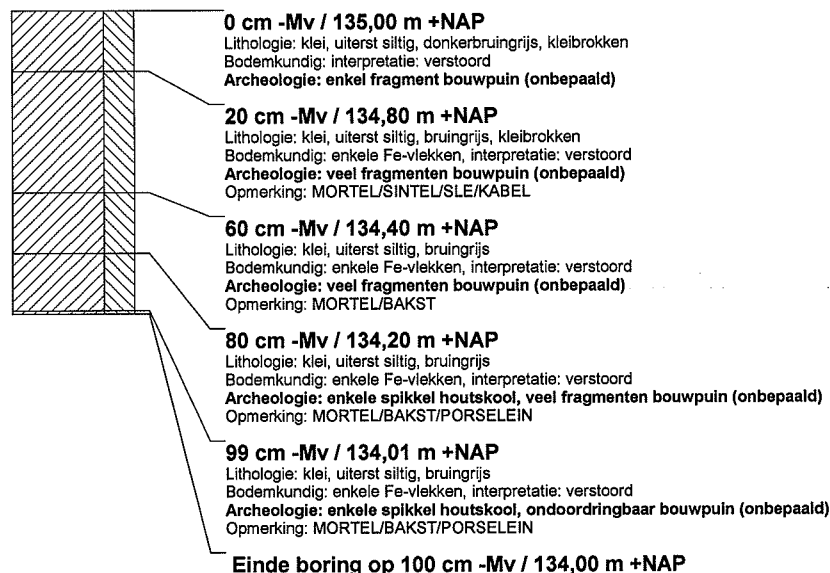 0 cm -Mv / 135,00 m +NAP
Lithologie: klei, uiterst siltig, donkerbruingrijs, kleibrokken
Bodemkundig: interpretatie: verstoord
Archeologie: enkel fragment bouwpuin (onbepaald)
20 cm -Mv / 134,80 m +NAP
Lithologie: klei, uiterst siltig, bruingrijs, kleibrokken
Bodemkundig: enkele Fe-vlekken, interpretatie: verstoord
Archeologie: veel fragmenten bouwpuin (onbepaald)
Opmerking: MORTEL/SINTEL/SLE/KABEL
60 cm -Mv / 134,40 m +NAP
Lithologie: klei, uiterst siltig, bruingrijs
Bodemkundig: enkele Fe-vlekken, interpretatie: verstoord
Archeologie: veel fragmenten bouwpuin (onbepaald)
Opmerking: MORTEL/BAKST
80 cm -Mv / 134,20 m +NAP
Lithologie: klei, uiterst siltig, bruingrijs
Bodemkundig: enkele Fe-vlekken, interpretatie: verstoord
Archeologie: enkele spikkel houtskool, veel fragmenten bouwpuin (onbepaald)
Opmerking: MORTEL/BAKST/PORSELEIN
99 cm -Mv / 134,01 m +NAP
Lithologie: klei, uiterst siltig, bruingrijs
Bodemkundig: enkele Fe-vlekken, interpretatie: verstoord
Archeologie: enkele spikkel houtskool, ondoordringbaar bouwpuin (onbepaald)
Opmerking: MORTEL/BAKST/PORSELEIN
Einde boring op 100 cm -Mv / 134,00 m +NAP